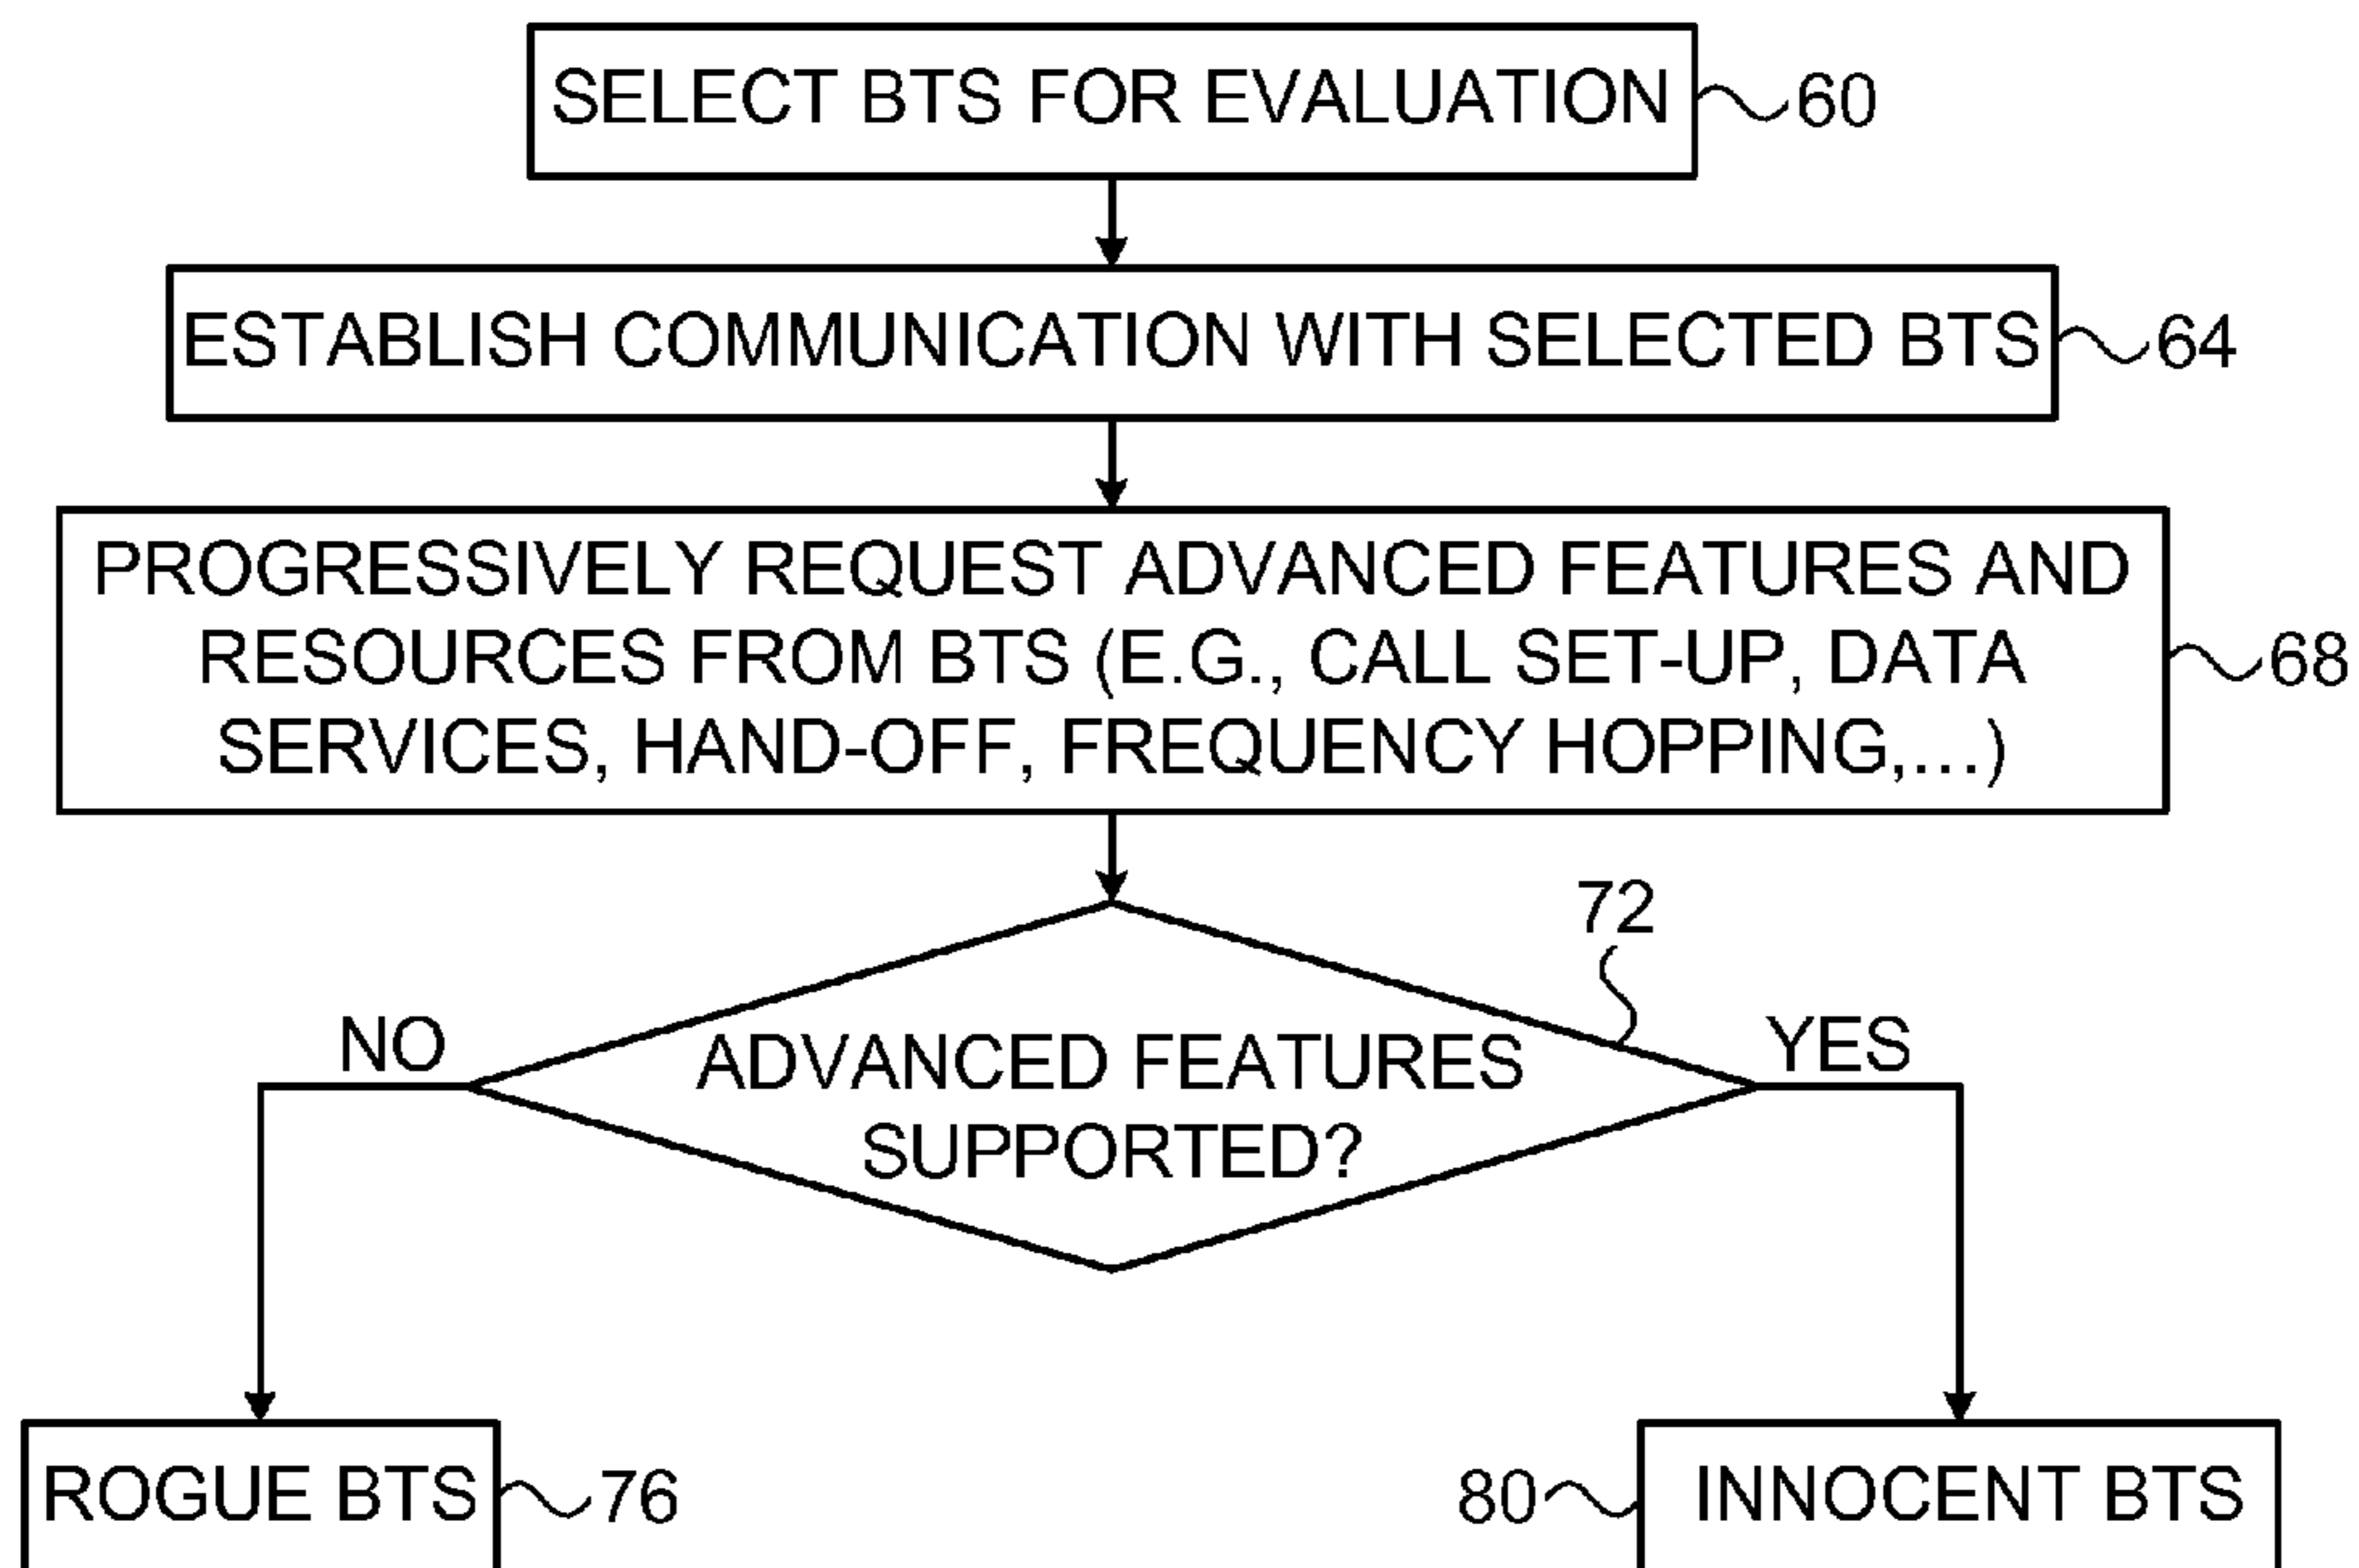 SELECT BTS FOR EVALUATION
60
ESTABLISH COMMUNICATION WITH SELECTED BTS
64
PROGRESSIVELY REQUEST ADVANCED FEATURES AND
RESOURCES FROM BTS (E.G., CALL SET-UP, DATA
SERVICES, HAND-OFF, FREQUENCY HOPPING,...)
68
72
NO
YES
ADVANCED FEATURES
SUPPORTED?
ROGUE BTS
76
80
INNOCENT BTS